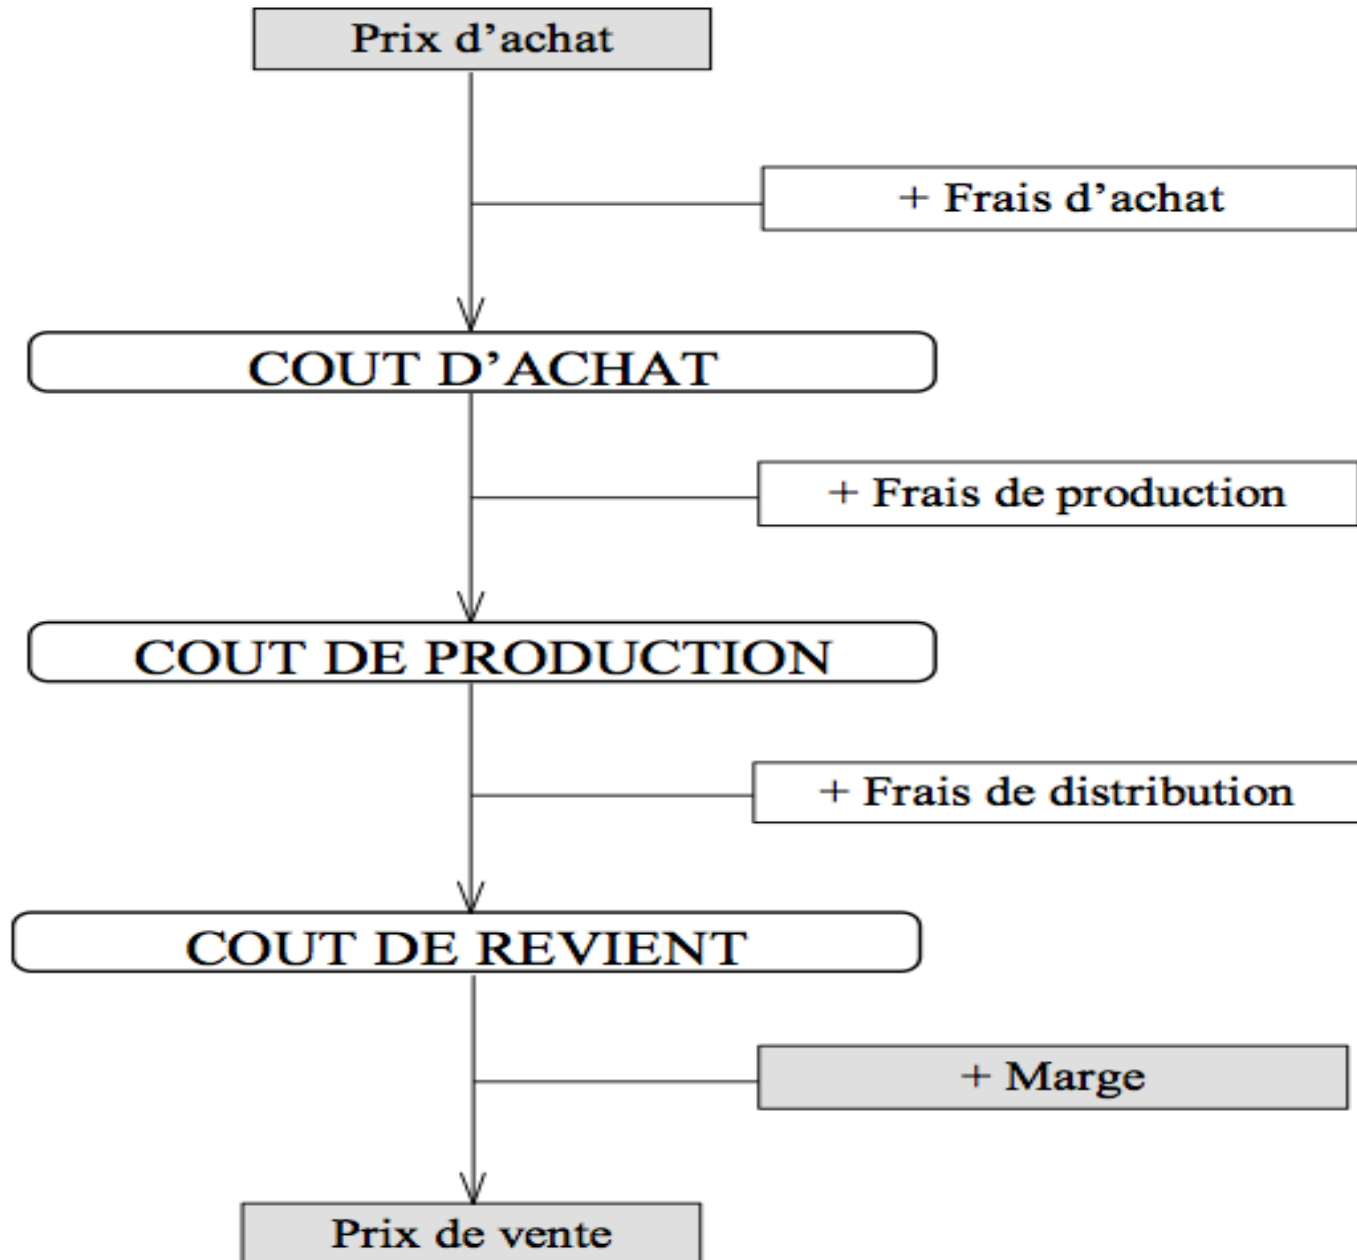 Prix d’achat
+ Frais d’achat
COUT D’ACHAT
+ Frais de production
COUT DE PRODUCTION
+ Frais de distribution
COUT DE REVIENT
+ Marge
Prix de vente